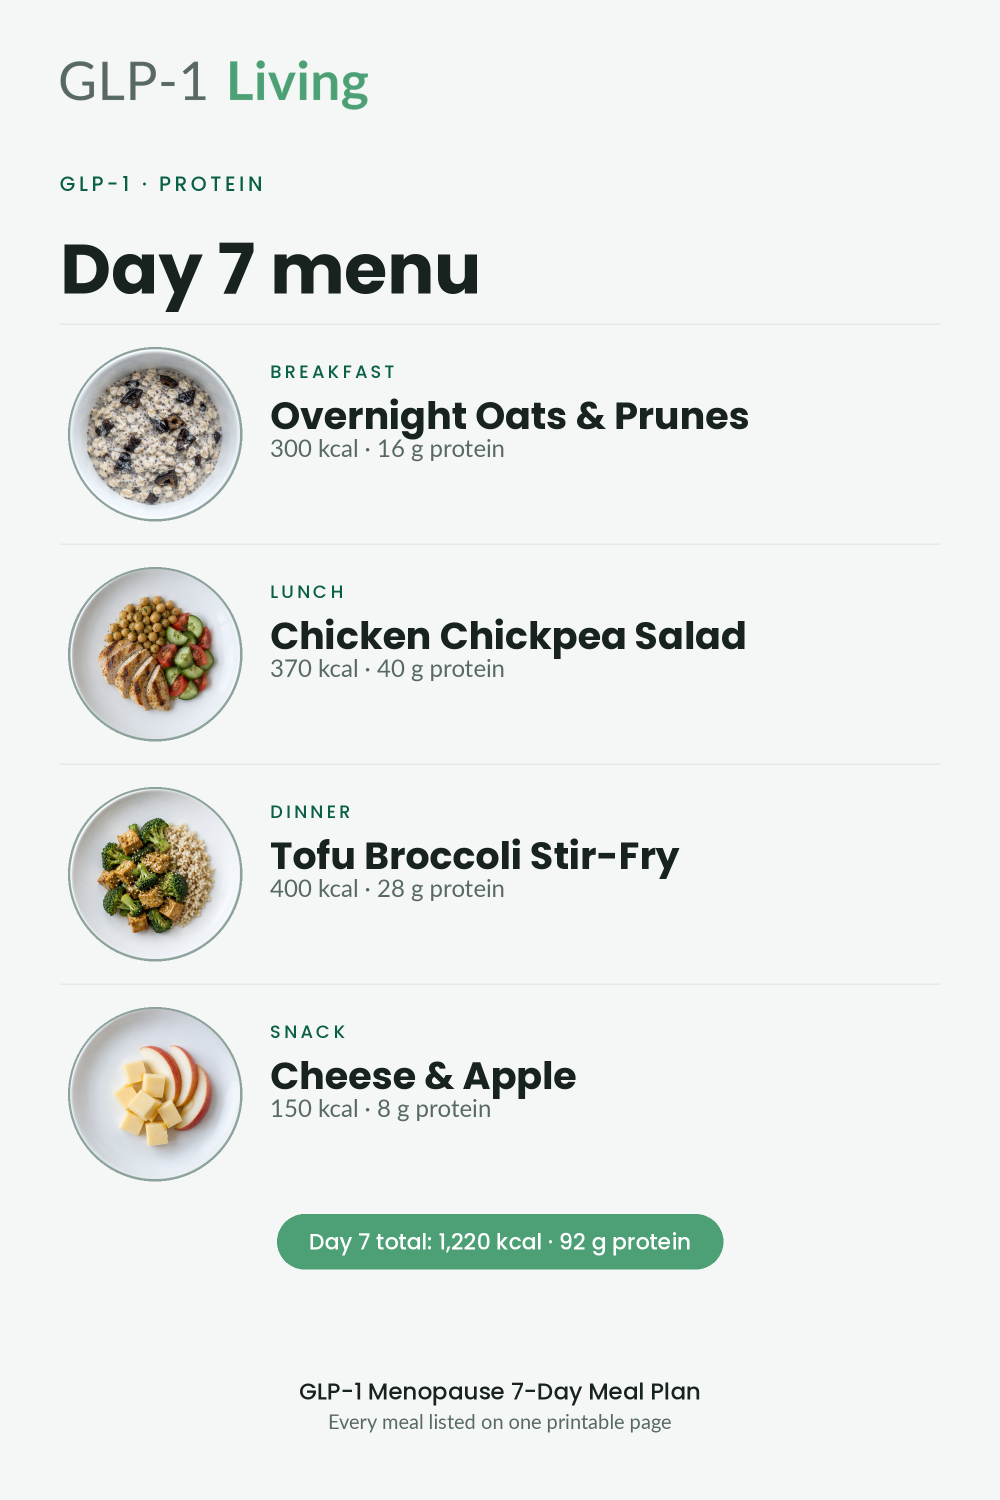 GLP-1 Living
GLP-1 · PROTEIN
Day 7 menu
BREAKFAST
Overnight Oats & Prunes
300 kcal · 16 g protein
LUNCH
Chicken Chickpea Salad
370 kcal · 40 g protein
DINNER
Tofu Broccoli Stir-Fry
400 kcal · 28 g protein
SNACK
Cheese & Apple
150 kcal · 8 g protein
Day 7 total: 1,220 kcal · 92 g protein
GLP-1 Menopause 7-Day Meal Plan
Every meal listed on one printable page